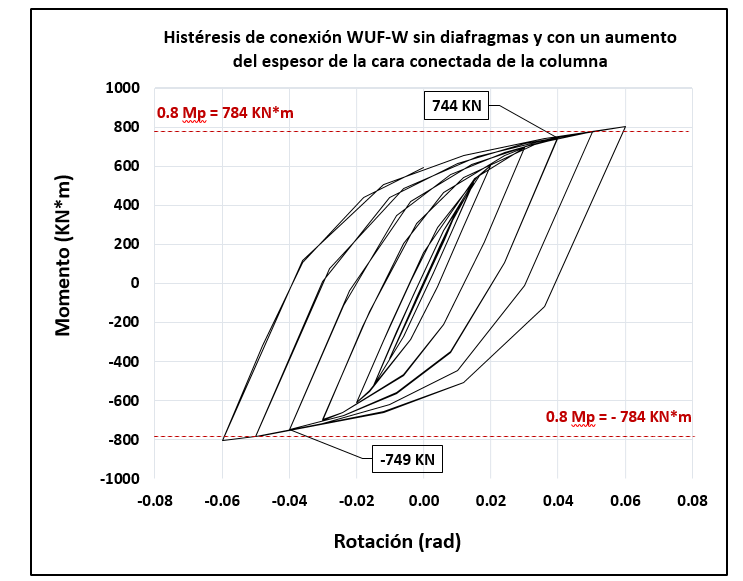 Histéresis de conexión WUF-W sin diafragmas y con un aumento
del espesor de la cara conectada de la columna
1000
800
600
400
200
0
-200
-400
-600
-800
-1000
0.8 Mp = 784 KN*m
744 KN
0.8 Mp = - 784 KN*m
-749 KN
Momento (KN*m)
-0.08 -0.06 -0.04 -0.02 0.00 0.02 0.04 0.06 0.08
Rotación (rad)